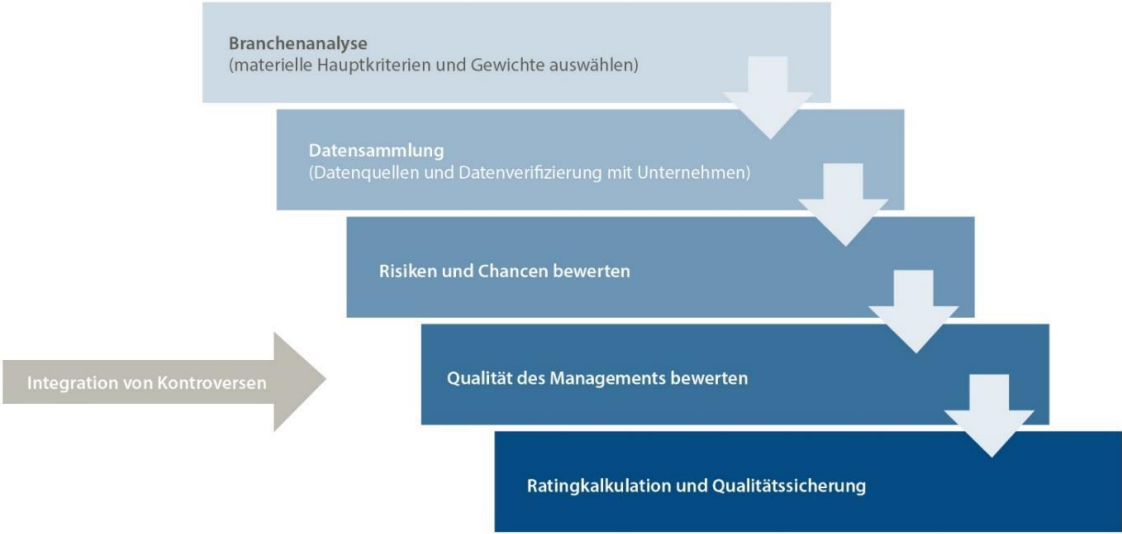 Branchenanalyse
(materielle Hauptkriterien und Gewichte auswählen)
Datensammlung
(Datenquellen und Datenverifizierung mit Unternehmen)
Risiken und Chancen bewerten
Integration von Kontroversen
Qualität des Managements bewerten
Ratingkalkulation und Qualitätssicherung